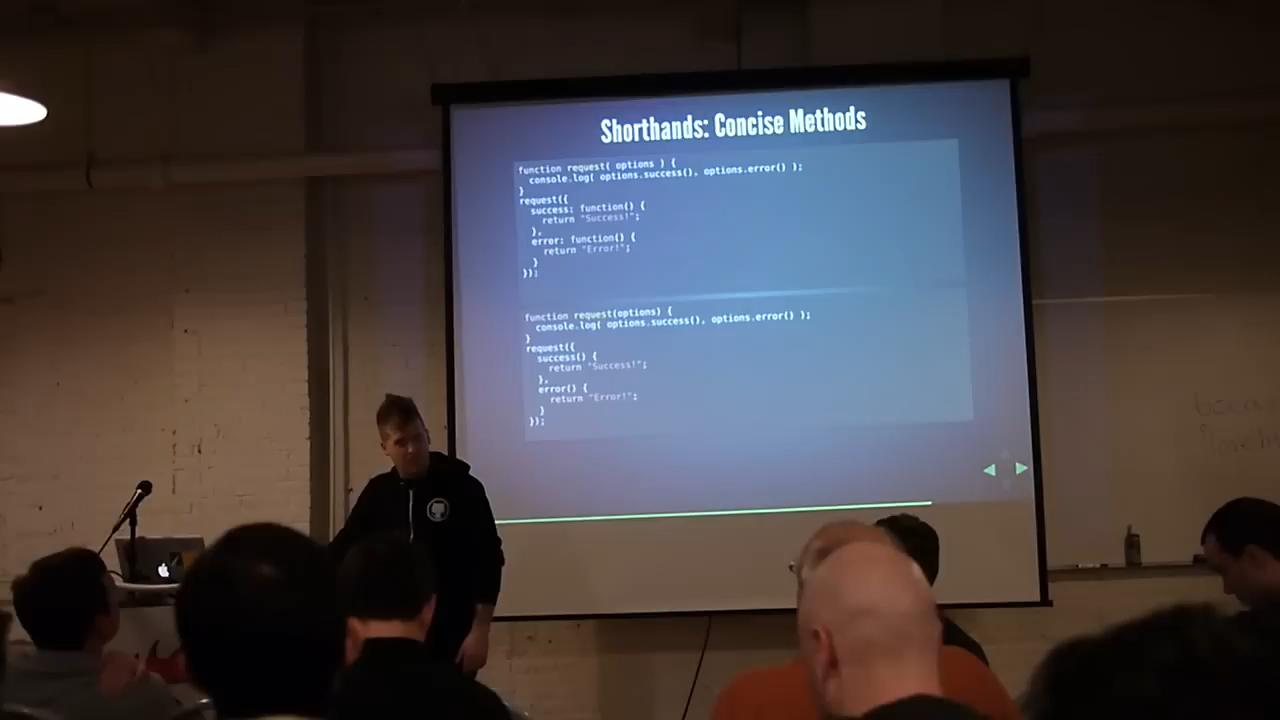 Shorthands: Concise Methods
function request( options ) {
  console.log( options.success(), options.error() );
}
request({
  success: function() {
    return "Success!";
  },
  error: function() {
    return "Error!";
  }
});
function request(options) {
  console.log( options.success(), options.error() );
}
request({
  success() {
    return "Success!";
  },
  error() {
    return "Error!";
  }
});